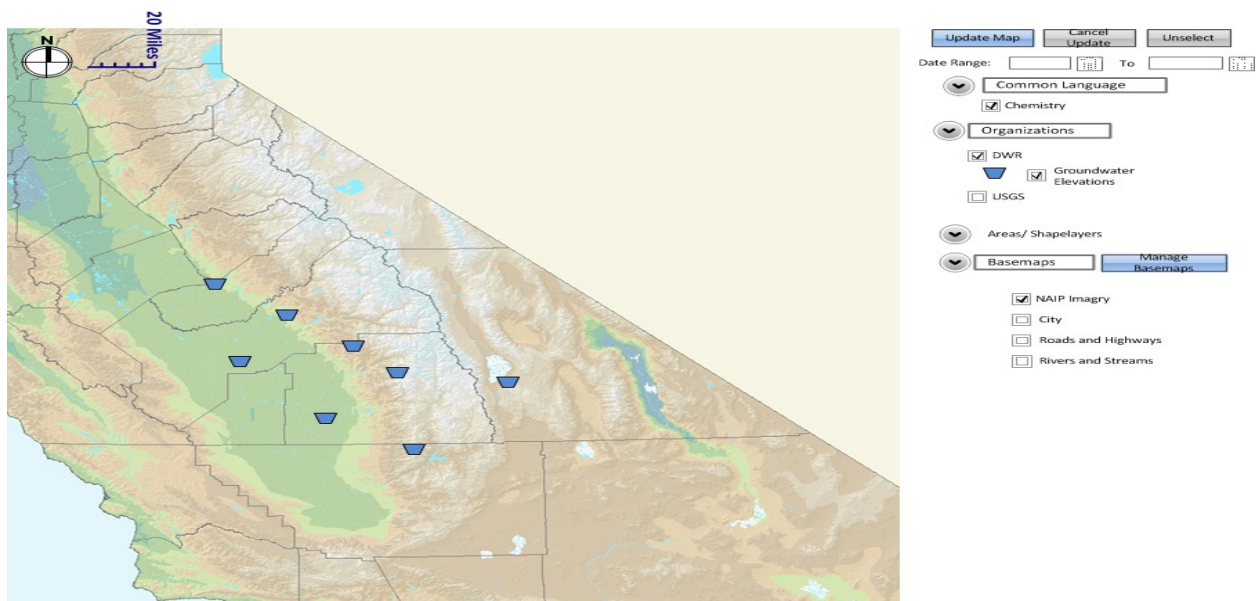 20 Miles
N
Update Map
Cancel
Update
Unselect
Date Range:
To
Common Language
Chemistry
Organizations
DWR
Groundwater
Elevations
USGS
Areas/ Shapelayers
Basemaps
Manage
Basemaps
NAIP Imagry
City
Roads and Highways
Rivers and Streams